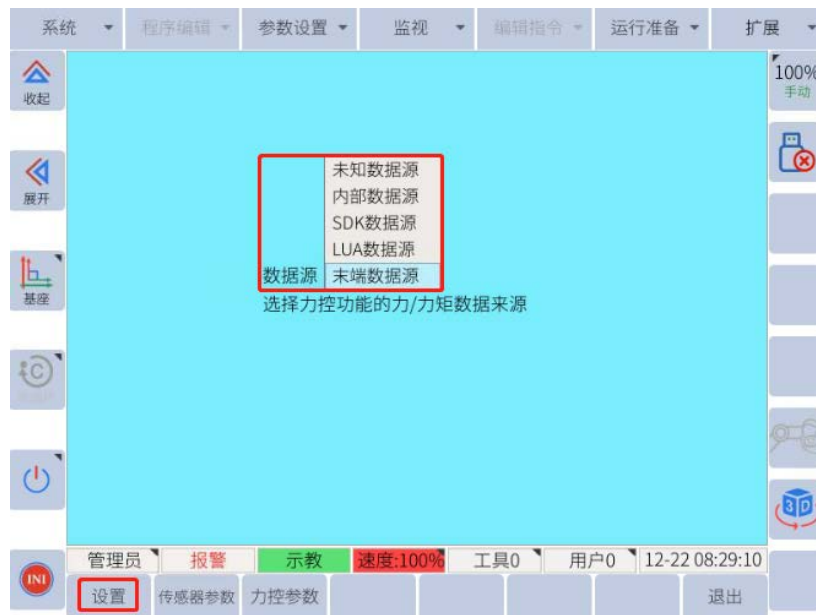 系统 程序编辑 参数设置 监视 编辑指令 运行准备 扩展
收起
100%
手动
展开
未知数据源
内部数据源
SDK数据源
LUA数据源
数据源 末端数据源
选择力控功能的力/力矩数据来源
基座
3D
管理员 报警 示教 速度:100% 工具0 用户0 12-22 08:29:10
INI
设置 传感器参数 力控参数 退出